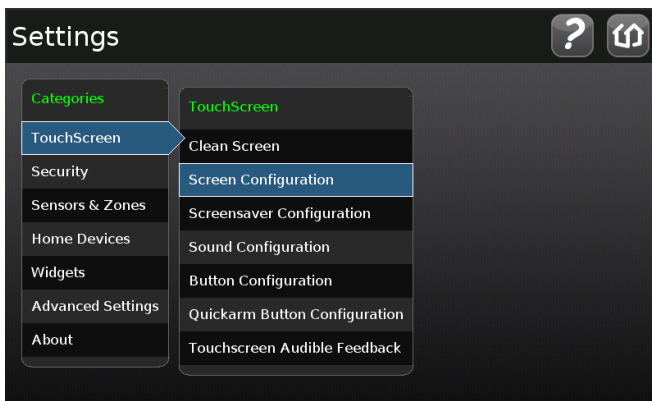 Settings
?
Categories
TouchScreen
Security
Sensors & Zones
Home Devices
Widgets
Advanced Settings
About
TouchScreen
Clean Screen
Screen Configuration
Screensaver Configuration
Sound Configuration
Button Configuration
Quickarm Button Configuration
Touchscreen Audible Feedback